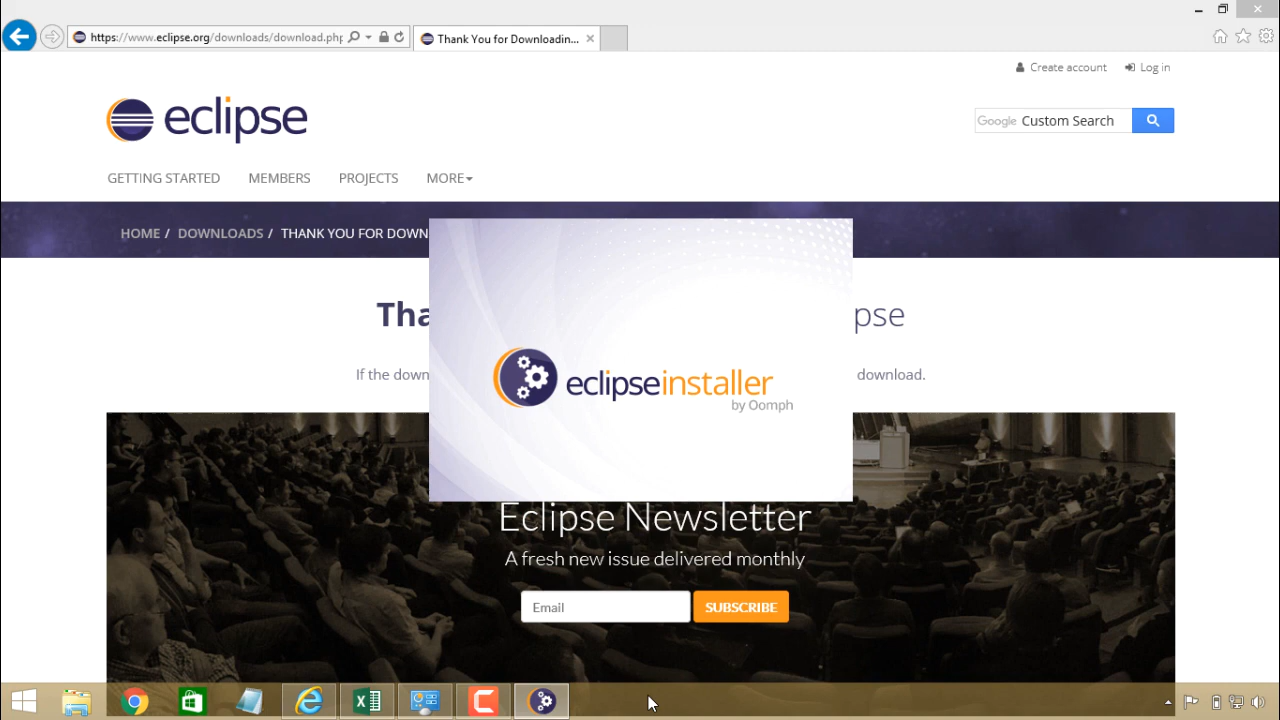 https://www.eclipse.org/downloads/download.php
Thank You for Downloadin...
Create account
Log in
eclipse
Google Custom Search
GETTING STARTED
MEMBERS
PROJECTS
MORE
HOME / DOWNLOADS / THANK YOU FOR DOWN
Tha
pse
If the down
download.
eclipseinstaller
by Oomph
Eclipse Newsletter
A fresh new issue delivered monthly
Email
SUBSCRIBE